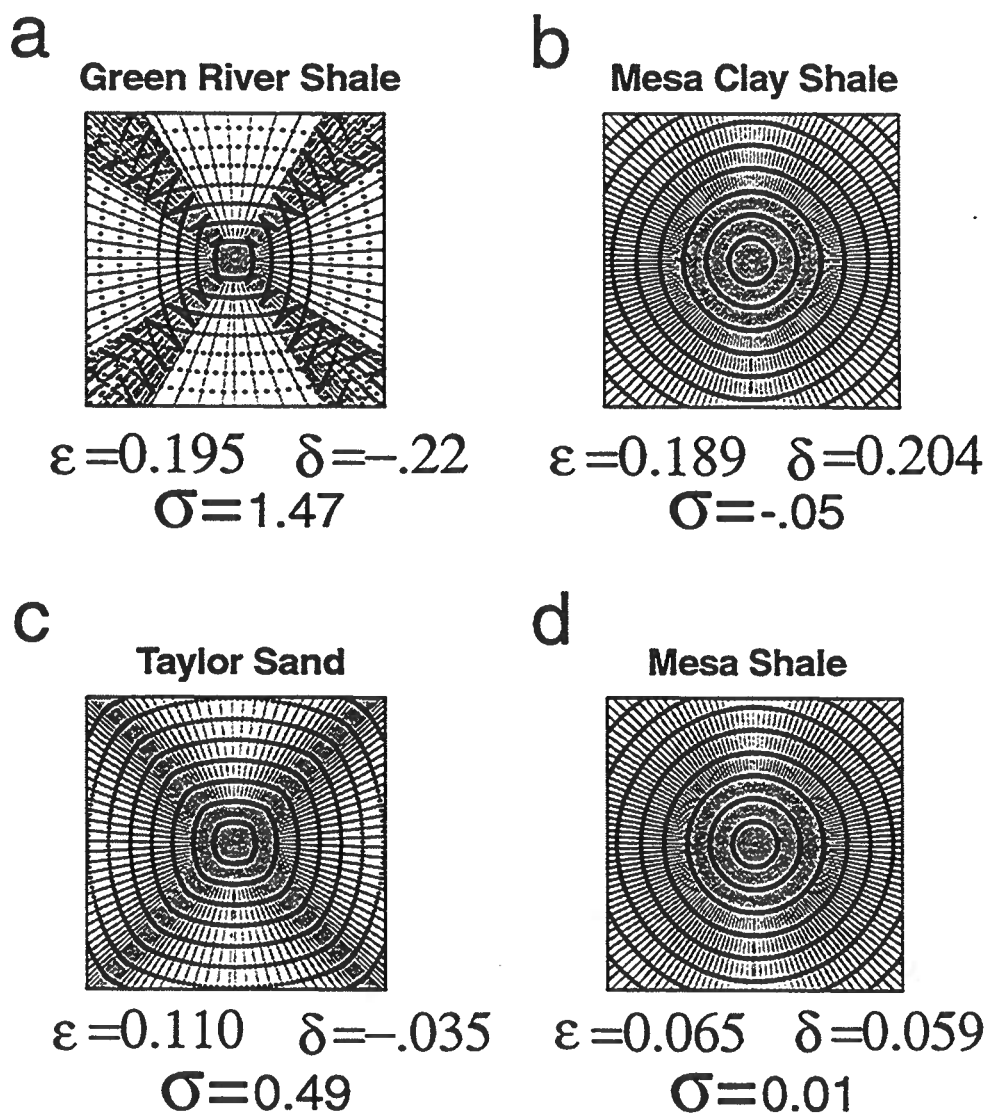 a
Green River Shale
ε=0.195 δ=-.22
σ=1.47
b
Mesa Clay Shale
ε=0.189 δ=0.204
σ=-.05
c
Taylor Sand
ε=0.110 δ=-.035
σ=0.49
d
Mesa Shale
ε=0.065 δ=0.059
σ=0.01